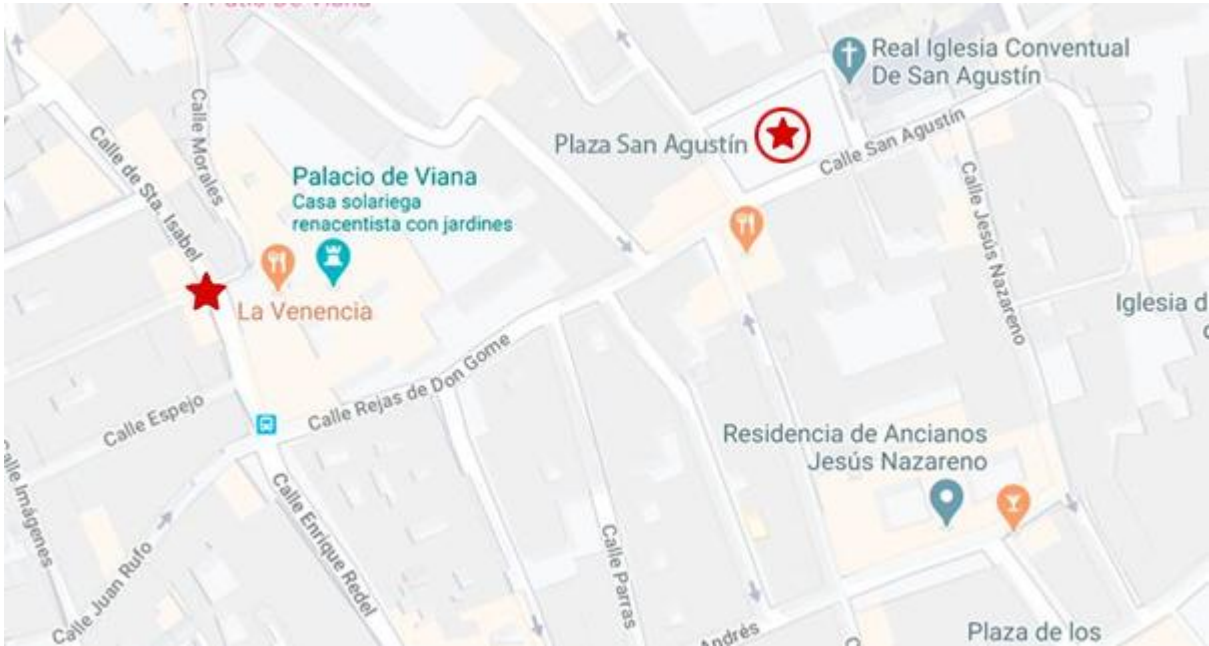 Patio De Viana
Real Iglesia Conventual
De San Agustín
Plaza San Agustín
Calle San Agustín
Calle Morales
Calle de Sta. Isabel
Palacio de Viana
Casa solariega
renacentista con jardines
La Venencia
Calle Jesús Nazareno
Iglesia d
Calle Rejas de Don Gome
Calle Espejo
Calle Imágenes
Residencia de Ancianos
Jesús Nazareno
Calle Enrique Redel
Calle Juan Rufo
Calle Parras
Andrés
Plaza de los